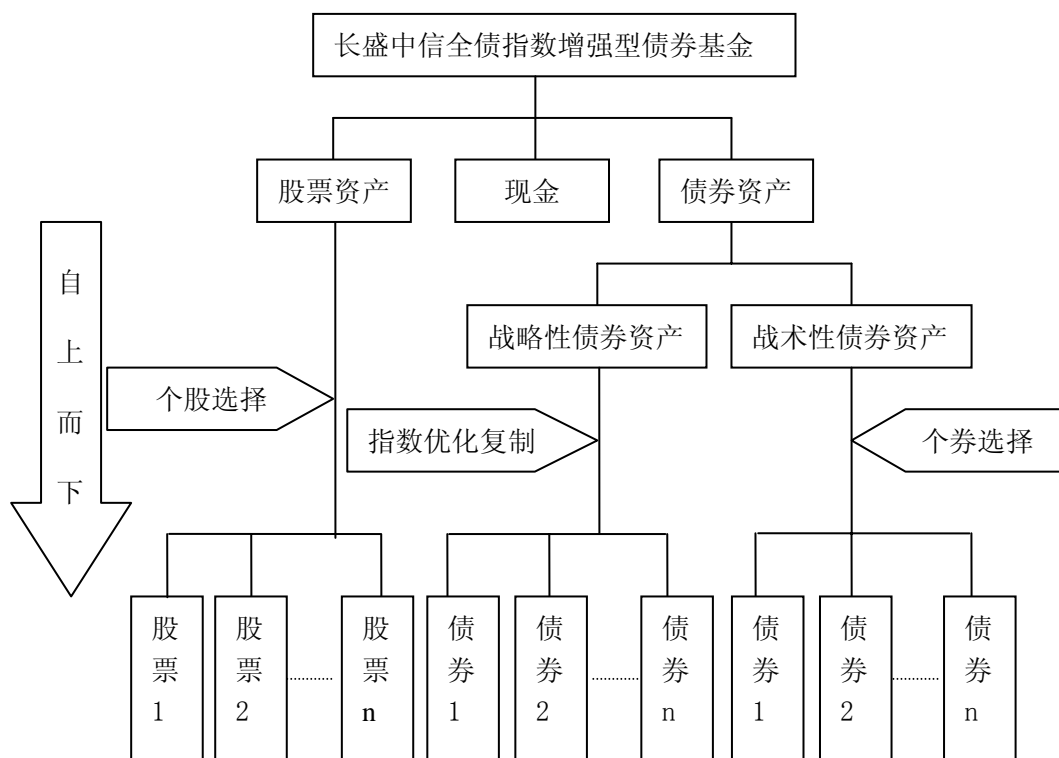 长盛中信全债指数增强型债券基金
股票资产
现金
债券资产
自上而下
战略性债券资产
战术性债券资产
个股选择
指数优化复制
个券选择
股票1
股票2
………
股票n
债券1
债券2
………
债券n
债券1
债券2
………
债券n